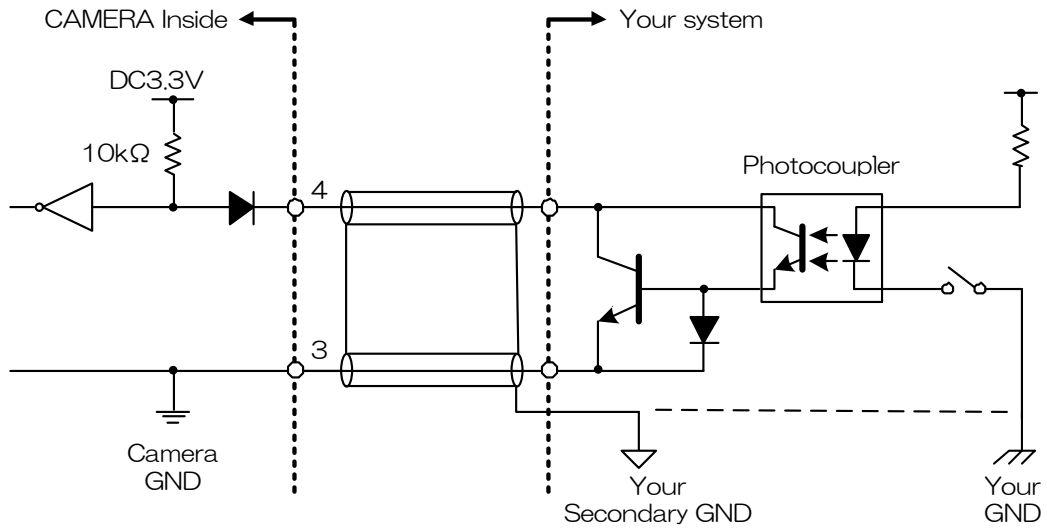 CAMERA Inside
Your system
DC3.3V
10kΩ
Photocoupler
4
3
Camera
GND
Your
Secondary GND
Your
GND